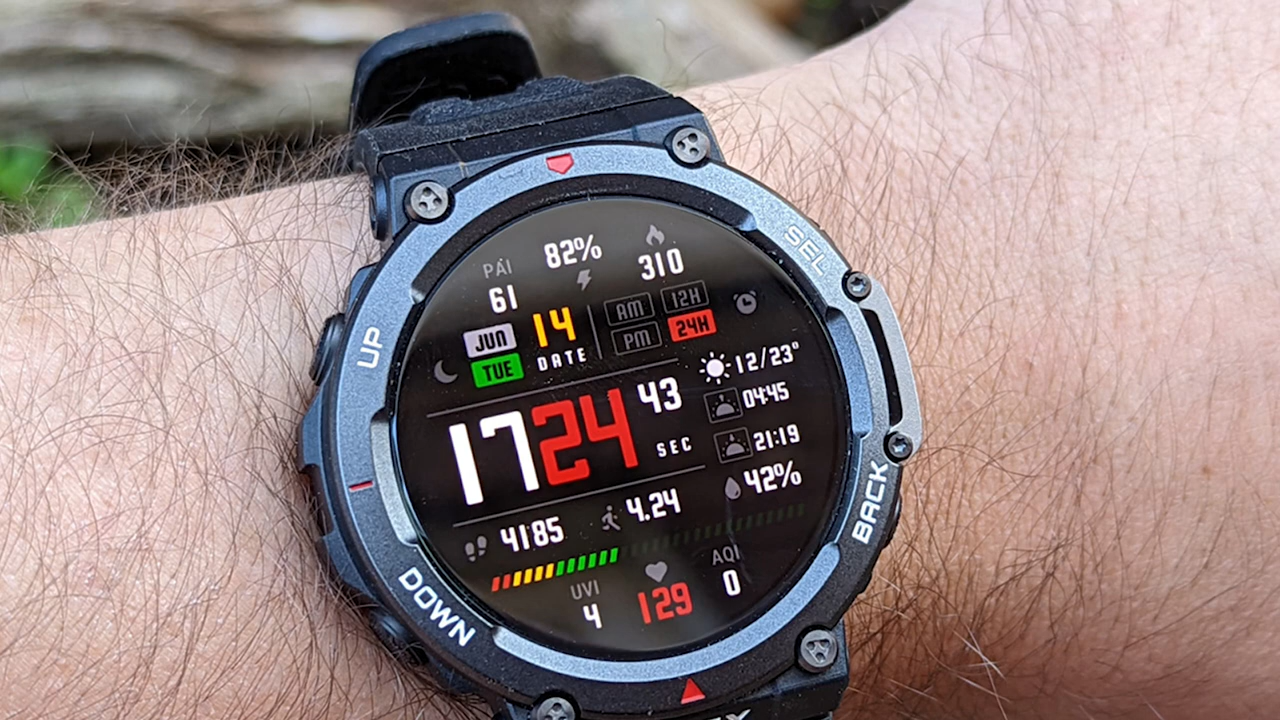 82%
310
PAI
61
JUN 14
AM 12H
PM 24H
TUE DATE
12/23°
1724 43
SEC
04:45
21:19
42%
4185
4.24
UVI
4
129
AQI
0
UP
SEL
DOWN
BACK